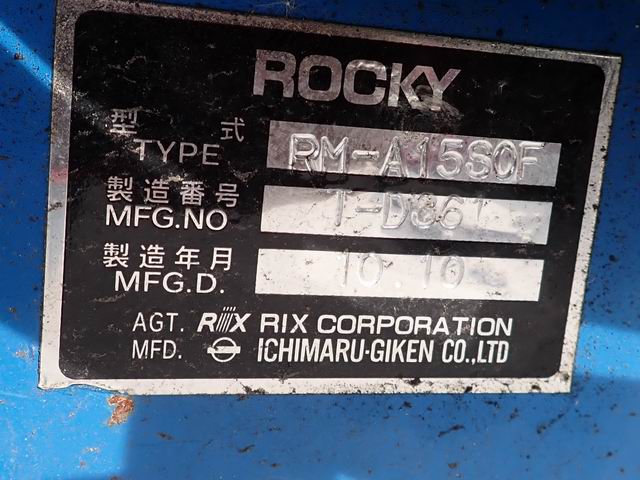 ROCKY
型 式
TYPE RM-A15SOF
製造番号
MFG.NO
製造年月
MFG.D. 10.10
AGT. RIX RIX CORPORATION
MFD. ICHIMARU-GIKEN CO.,LTD